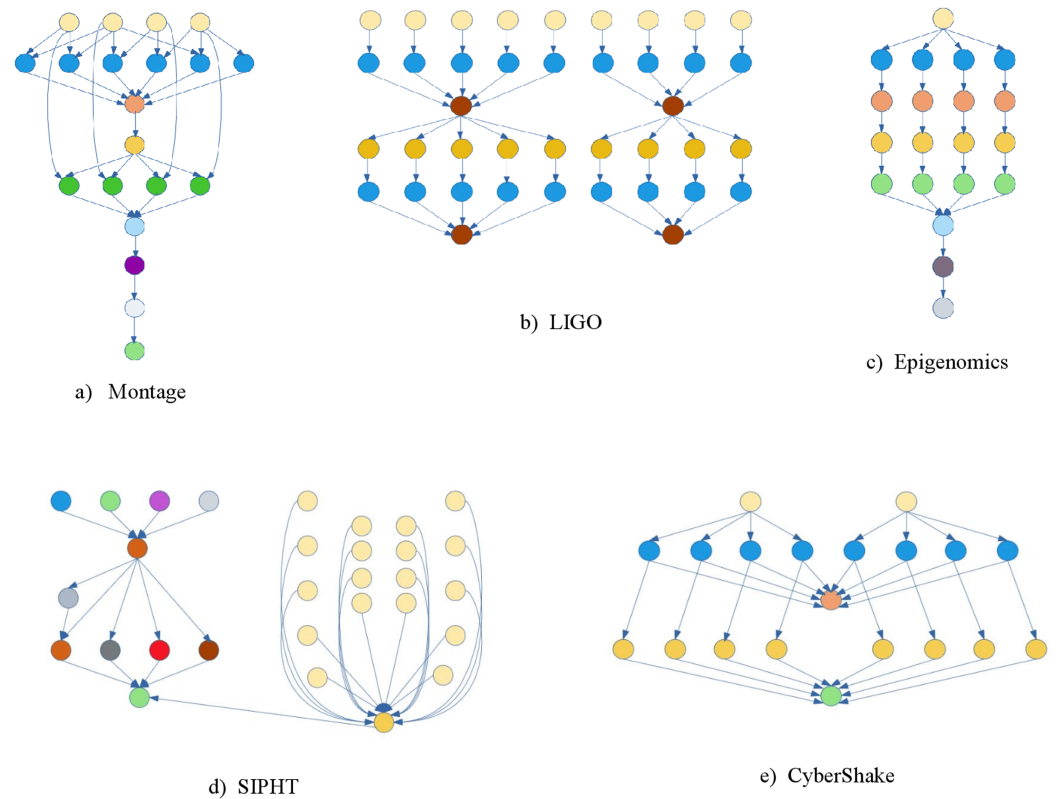 b) LIGO
c) Epigenomics
a) Montage
d) SIPHT
e) CyberShake